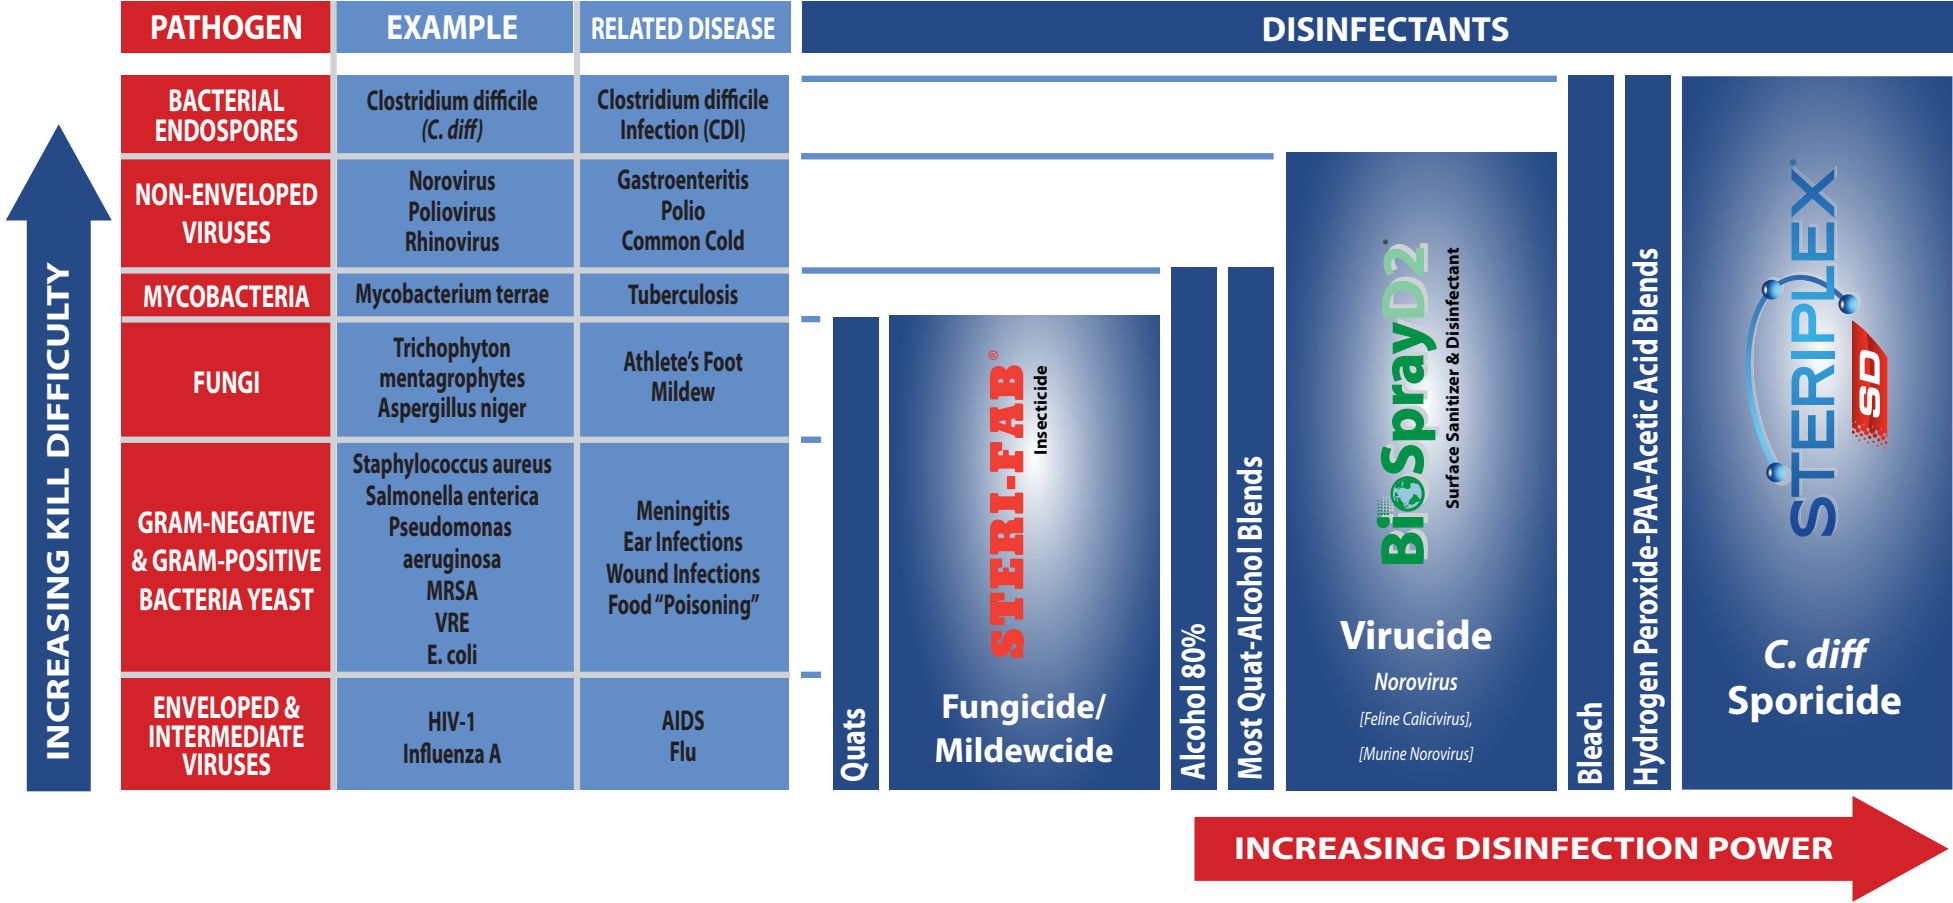 PATHOGEN
EXAMPLE
RELATED DISEASE
DISINFECTANTS
BACTERIAL
ENDOSPORES
Clostridium difficile
(C. diff)
Clostridium difficile
Infection (CDI)
NON-ENVELOPED
VIRUSES
Norovirus
Poliovirus
Rhinovirus
Gastroenteritis
Polio
Common Cold
MYCOBACTERIA
Mycobacterium terrae
Tuberculosis
FUNGI
Trichophyton
mentagrophytes
Aspergillus niger
Athlete's Foot
Mildew
GRAM-NEGATIVE
& GRAM-POSITIVE
BACTERIA YEAST
Staphylococcus aureus
Salmonella enterica
Pseudomonas
aeruginosa
MRSA
VRE
E. coli
Meningitis
Ear Infections
Wound Infections
Food “Poisoning”
ENVELOPED &
INTERMEDIATE
VIRUSES
HIV-1
Influenza A
AIDS
Flu
INCREASING KILL DIFFICULTY
Quats
STERI-FAB®
Insecticide
Fungicide/
Mildewcide
Alcohol 80%
Most Quat-Alcohol Blends
BioSprayD2
Surface Sanitizer & Disinfectant
Virucide
Norovirus
[Feline Calicivirus],
[Murine Norovirus]
Bleach
Hydrogen Peroxide-PAA-Acetic Acid Blends
STERIPLEX
SD
C. diff
Sporicide
INCREASING DISINFECTION POWER